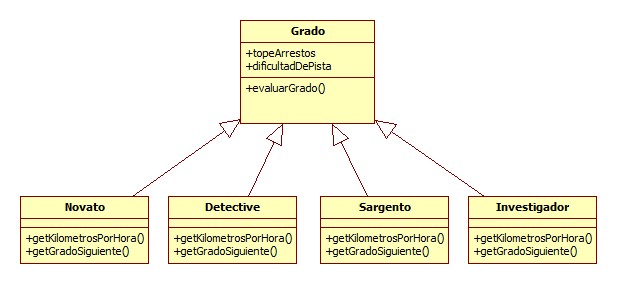 Grado
+topeArrestos
+dificultadDePista
+evaluarGrado()
Novato
+getKilometrosPorHora()
+getGradoSiguiente()
Detective
+getKilometrosPorHora()
+getGradoSiguiente()
Sargento
+getKilometrosPorHora()
+getGradoSiguiente()
Investigador
+getKilometrosPorHora()
+getGradoSiguiente()